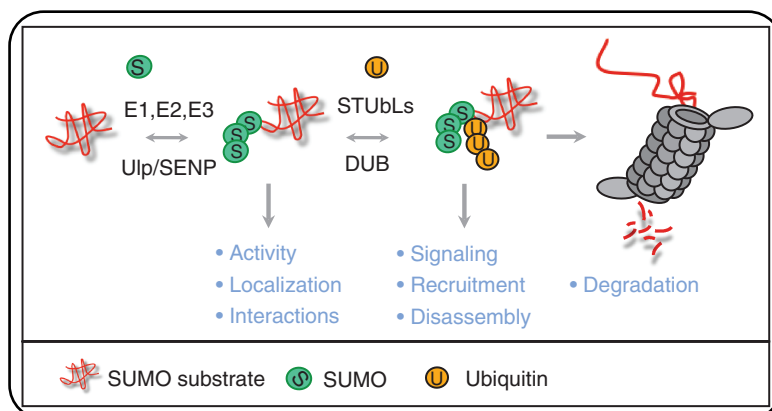 S
U
E1,E2,E3
STUbLs
S
S
S
S
S
S
U
U
U
Ulp/SENP
DUB
• Activity
• Localization
• Interactions
• Signaling
• Recruitment
• Disassembly
• Degradation
SUMO substrate
S
SUMO
U
Ubiquitin